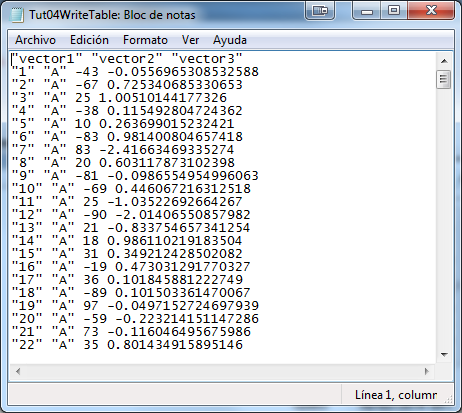 Tut04WriteTable: Bloc de notas
Archivo Edición Formato Ver Ayuda
"vector1" "vector2" "vector3"
"1" "A" -43 -0.0556965308532588
"2" "A" -67 0.725340685330653
"3" "A" 25 1.00510144177326
"4" "A" -38 0.115492804724362
"5" "A" 10 0.263699015232421
"6" "A" -83 0.981400804657418
"7" "A" 83 -2.41663469335274
"8" "A" 20 0.603117873102398
"9" "A" -81 -0.0986554954996063
"10" "A" -69 0.446067216312518
"11" "A" 25 -1.03522692664267
"12" "A" -90 -2.01406550857982
"13" "A" 21 -0.833754657341254
"14" "A" 18 0.986110219183504
"15" "A" 31 0.349212428502082
"16" "A" -19 0.473031291770327
"17" "A" 36 0.101845881222749
"18" "A" -89 0.101503361470067
"19" "A" 97 -0.0497152724697939
"20" "A" -59 -0.223214151147286
"21" "A" 73 -0.116046495675986
"22" "A" 35 0.801434915895146
Línea 1, column